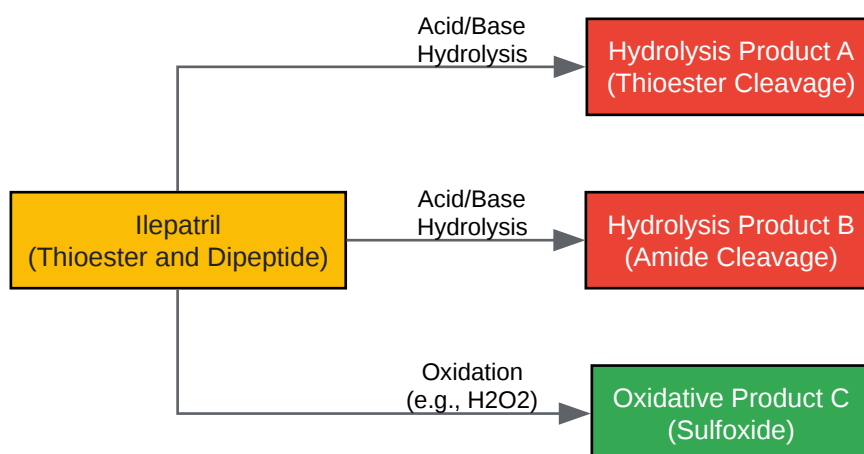 Acid/Base
Hydrolysis
Hydrolysis Product A
(Thioester Cleavage)
Ilepatril
(Thioester and Dipeptide)
Acid/Base
Hydrolysis
Hydrolysis Product B
(Amide Cleavage)
Oxidation
(e.g., H2O2)
Oxidative Product C
(Sulfoxide)